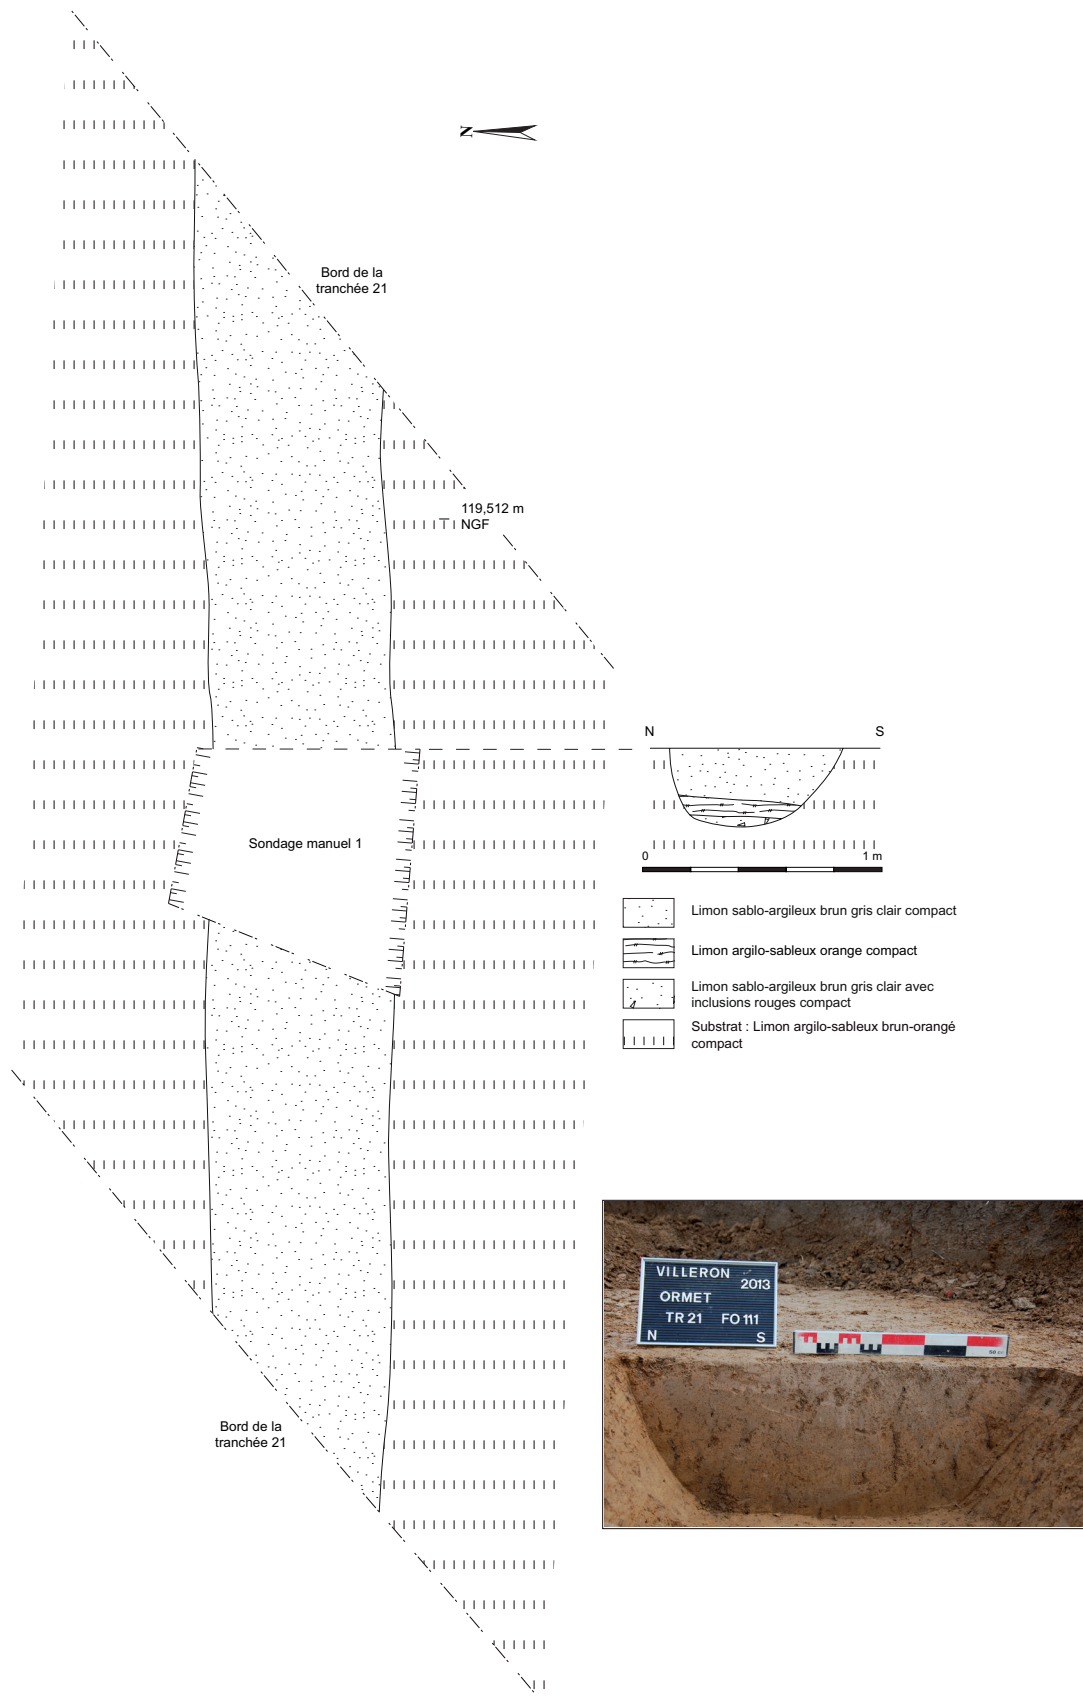 N
Bord de la
tranchée 21
119,512 m
NGF
N
S
Sondage manuel 1
0
1 m
Limon sablo-argileux brun gris clair compact
Limon argilo-sableux orange compact
Limon sablo-argileux brun gris clair avec
inclusions rouges compact
Substrat : Limon argilo-sableux brun-orangé
compact
VILLERON 2013
ORMET
TR 21 FO 111
N S
50 cm
Bord de la
tranchée 21